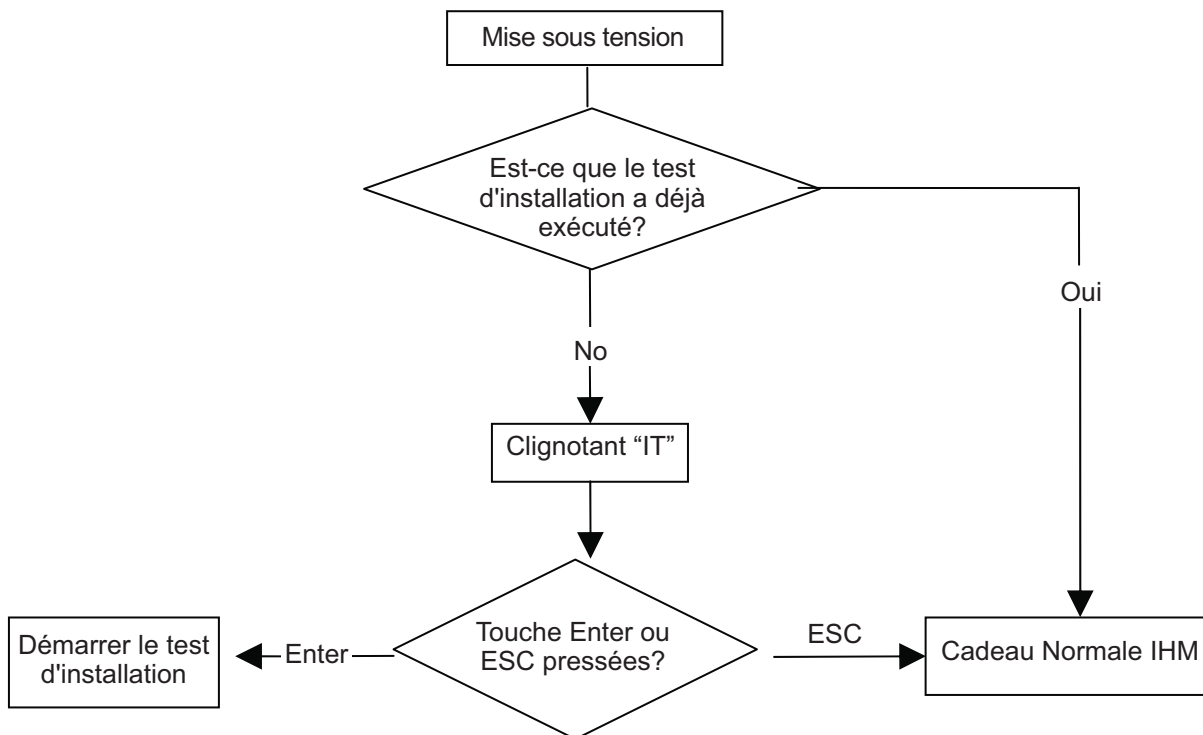 Mise sous tension
Est-ce que le test
d'installation a déjà
exécuté?
Oui
No
Clignotant “IT”
Démarrer le test
d'installation
Enter
Touche Enter ou
ESC pressées?
ESC
Cadeau Normale IHM